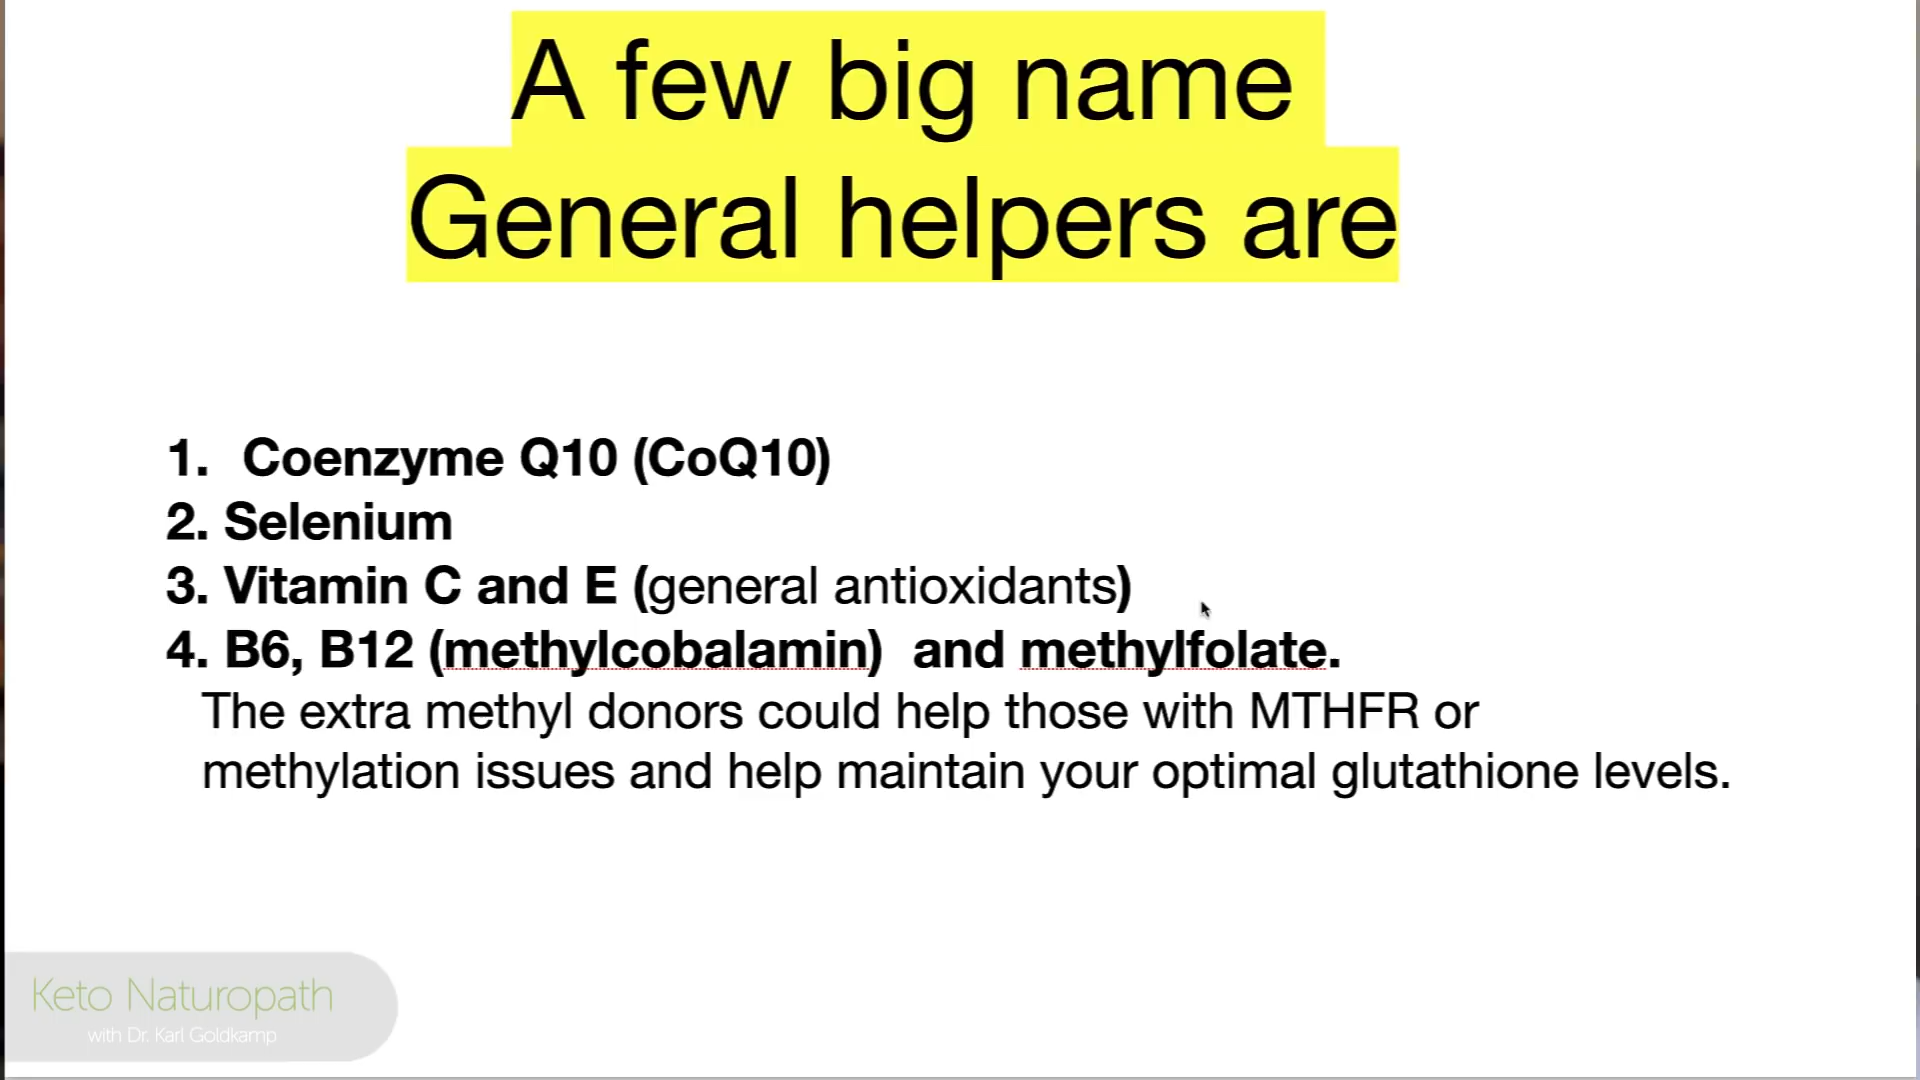 A few big name
General helpers are
1. Coenzyme Q10 (CoQ10)
2. Selenium
3. Vitamin C and E (general antioxidants)
4. B6, B12 (methylcobalamin) and methylfolate.
The extra methyl donors could help those with MTHFR or
methylation issues and help maintain your optimal glutathione levels.
Keto Naturopath
with Dr. Karl Goldkamp